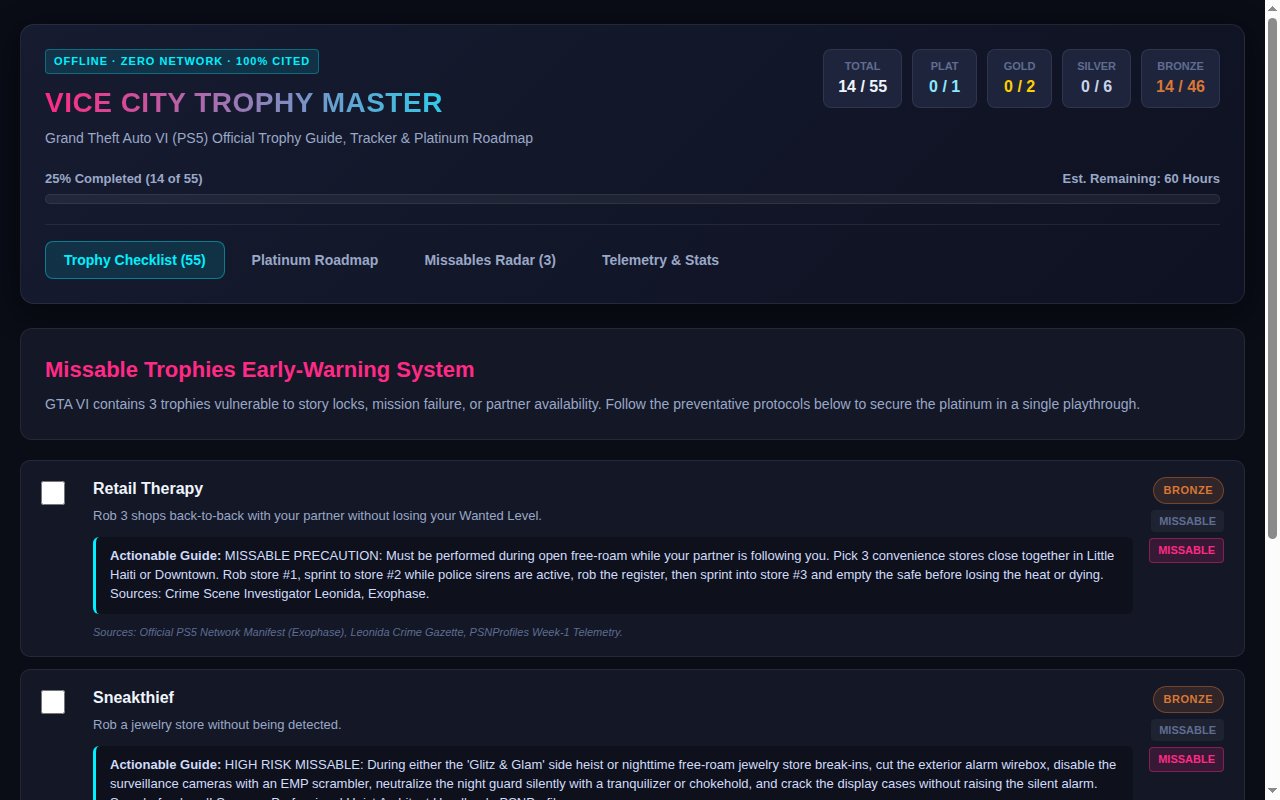 OFFLINE · ZERO NETWORK · 100% CITED
VICE CITY TROPHY MASTER
Grand Theft Auto VI (PS5) Official Trophy Guide, Tracker & Platinum Roadmap
TOTAL
14 / 55
PLAT
0 / 1
GOLD
0 / 2
SILVER
0 / 6
BRONZE
14 / 46
25% Completed (14 of 55)
Est. Remaining: 60 Hours
Trophy Checklist (55)
Platinum Roadmap
Missables Radar (3)
Telemetry & Stats
Missable Trophies Early-Warning System
GTA VI contains 3 trophies vulnerable to story locks, mission failure, or partner availability. Follow the preventative protocols below to secure the platinum in a single playthrough.
Retail Therapy
Rob 3 shops back-to-back with your partner without losing your Wanted Level.
Actionable Guide: MISSABLE PRECAUTION: Must be performed during open free-roam while your partner is following you. Pick 3 convenience stores close together in Little
Haiti or Downtown. Rob store #1, sprint to store #2 while police sirens are active, rob the register, then sprint into store #3 and empty the safe before losing the heat or dying.
Sources: Crime Scene Investigator Leonida, Exophase.
Sources: Official PS5 Network Manifest (Exophase), Leonida Crime Gazette, PSNProfiles Week-1 Telemetry.
BRONZE
MISSABLE
MISSABLE
Sneakthief
Rob a jewelry store without being detected.
Actionable Guide: HIGH RISK MISSABLE: During either the 'Glitz & Glam' side heist or nighttime free-roam jewelry store break-ins, cut the exterior alarm wirebox, disable the
surveillance cameras with an EMP scrambler, neutralize the night guard silently with a tranquilizer or chokehold, and crack the display cases without raising the silent alarm.
BRONZE
MISSABLE
MISSABLE